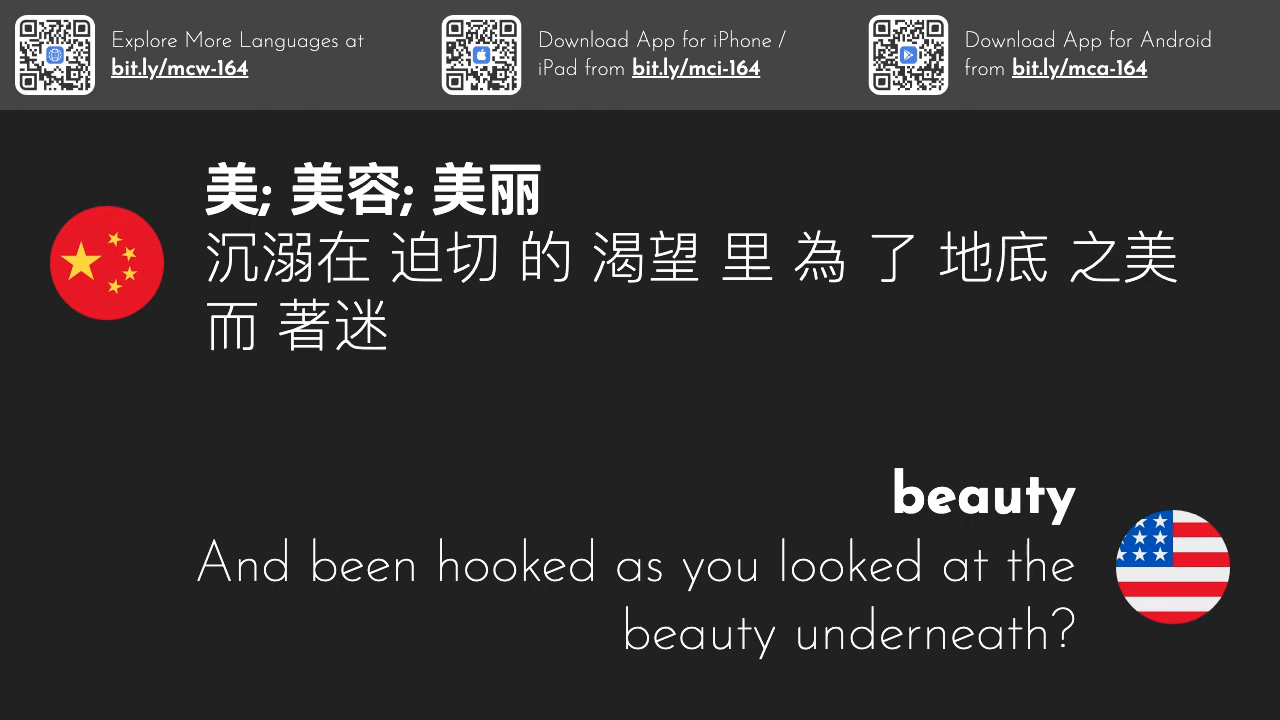 Explore More Languages at
bit.ly/mcw-164
Download App for iPhone /
iPad from bit.ly/mci-164
Download App for Android
from bit.ly/mca-164
美; 美容; 美丽
沉溺在 迫切 的 渴望 里 為 了 地底 之美
而 著迷
beauty
And been hooked as you looked at the
beauty underneath?